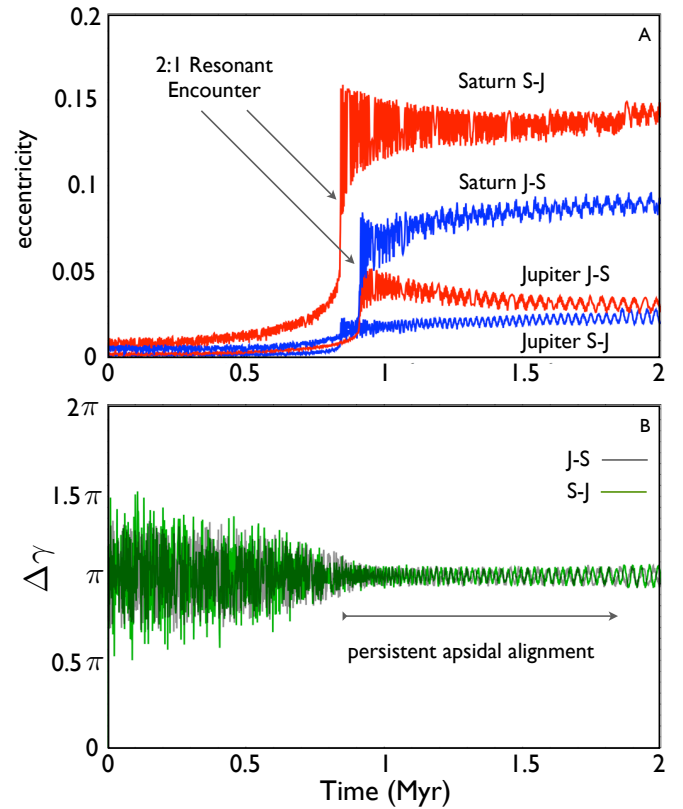 0.2
A
2:1 Resonant
Encounter
Saturn S-J
0.15
Saturn J-S
0.1
eccentricity
0.05
Jupiter J-S
Jupiter S-J
0
0 0.5 1 1.5 2
2π
B
J-S
S-J
1.5π
Δγ
π
0.5π
persistent apsidal alignment
0
0 0.5 1 1.5 2
Time (Myr)